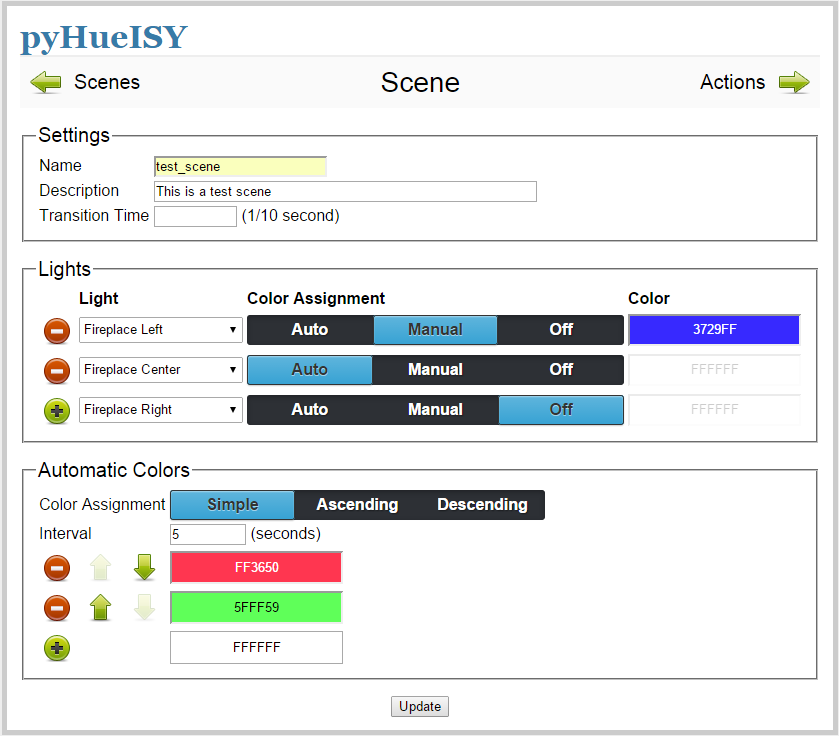 pyHueISY
Scenes Scene Actions
Settings
Name test_scene
Description This is a test scene
Transition Time (1/10 second)
Lights
Light Color Assignment Color
Fireplace Left Auto Manual Off 3729FF
Fireplace Center Auto Manual Off FFFFFF
Fireplace Right Auto Manual Off FFFFFF
Automatic Colors
Color Assignment Simple Ascending Descending
Interval 5 (seconds)
FF3650
5FFF59
FFFFFF
Update